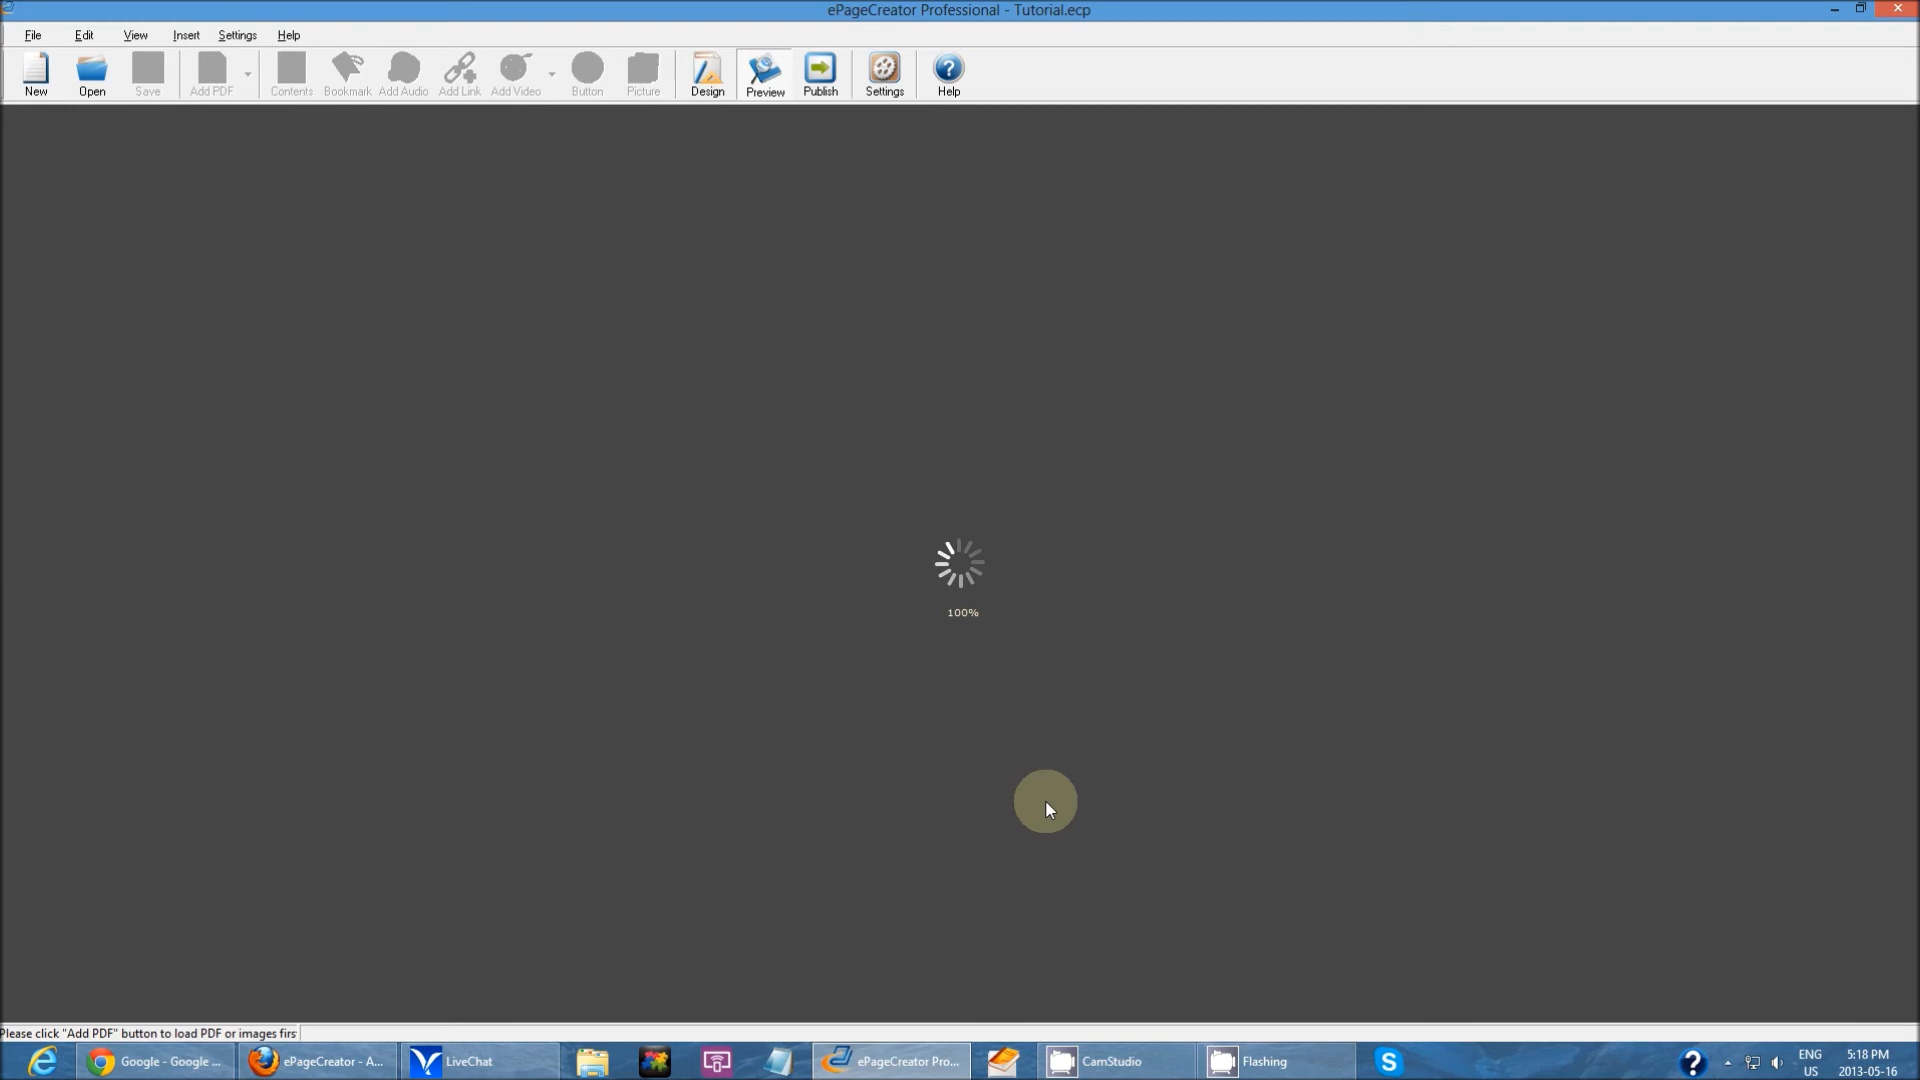 ePageCreator Professional - Tutorial.ecp
File Edit View Insert Settings Help
New Open Save Add PDF Contents Bookmark Add Audio Add Link Add Video Button Picture Design Preview Publish Settings Help
100%
Please click "Add PDF" button to load PDF or images firs
Google - Google ... ePageCreator - A... LiveChat ePageCreator Pro... CamStudio Flashing ENG 5:18 PM
US 2013-05-16